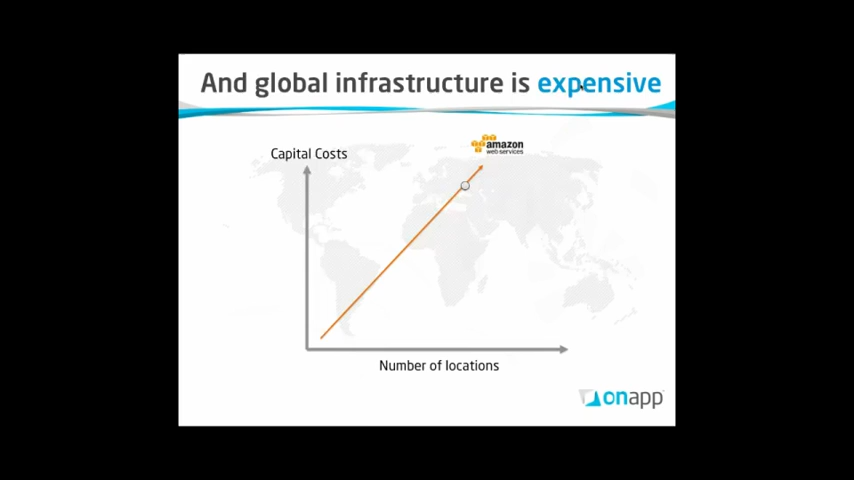 And global infrastructure is expensive
amazon
web services
Capital Costs
Number of locations
onapp